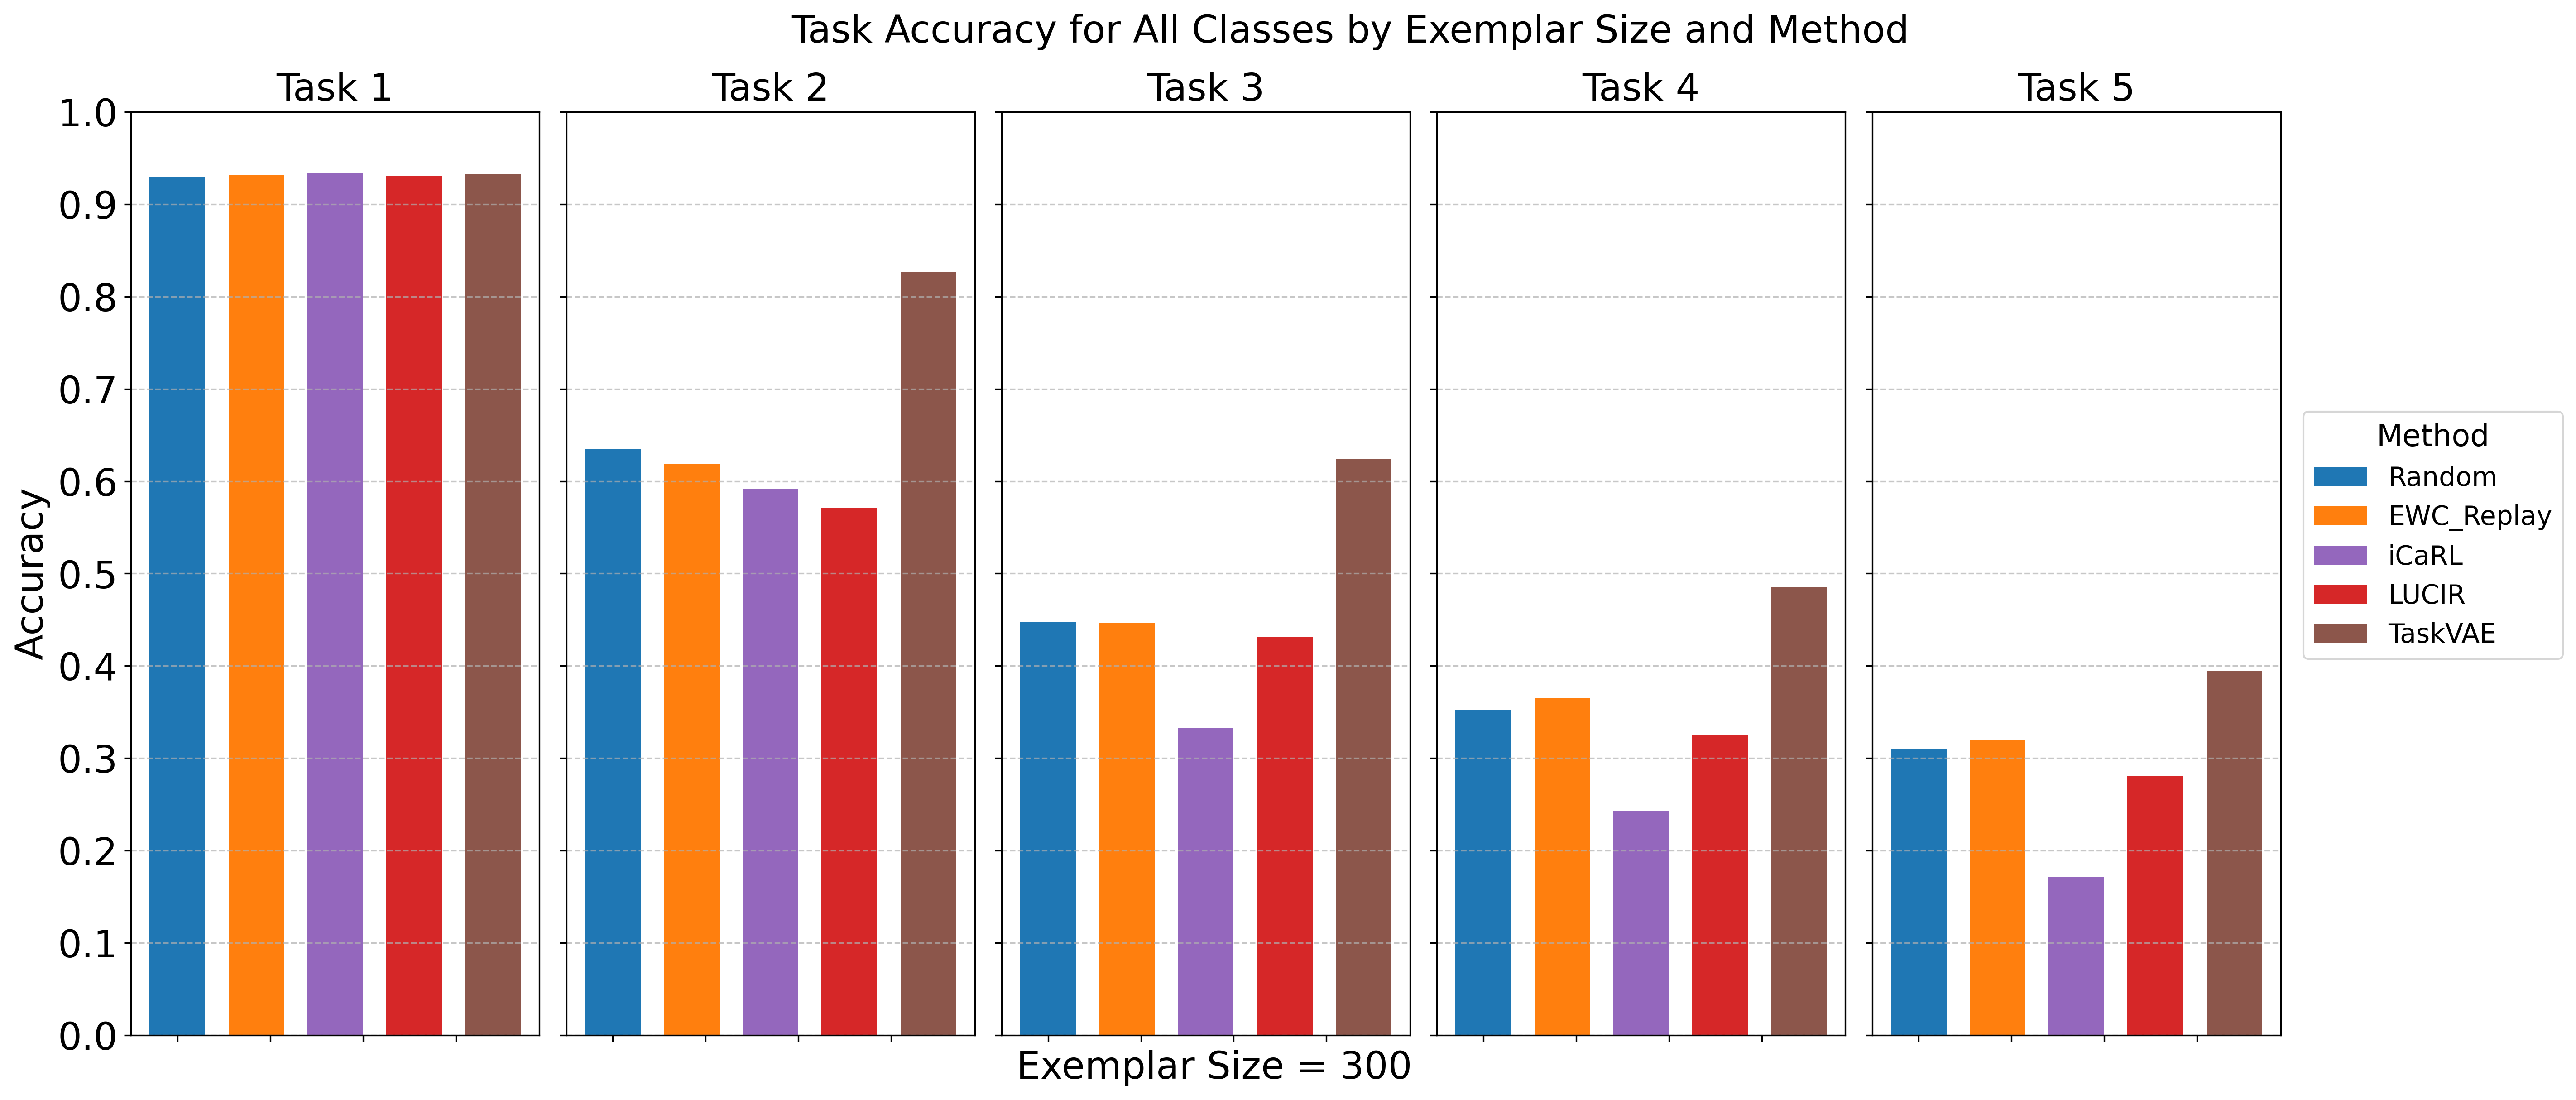 Task Accuracy for All Classes by Exemplar Size and Method
Task 1
Task 2
Task 3
Task 4
Task 5
Accuracy
1.0
0.9
0.8
0.7
0.6
0.5
0.4
0.3
0.2
0.1
0.0
Exemplar Size = 300
Method
Random
EWC_Replay
iCaRL
LUCIR
TaskVAE